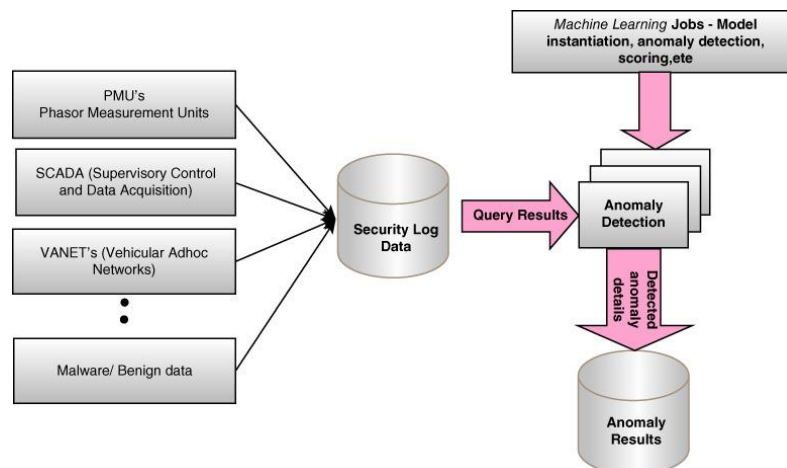 Machine Learning Jobs - Model
instantiation, anomaly detection,
scoring,ete
PMU's
Phasor Measurement Units
SCADA (Supervisory Control
and Data Acquisition)
VANET's (Vehicular Adhoc
Networks)
Malware/ Benign data
Security Log
Data
Query Results
Anomaly
Detection
Detected
anomaly
details
Anomaly
Results